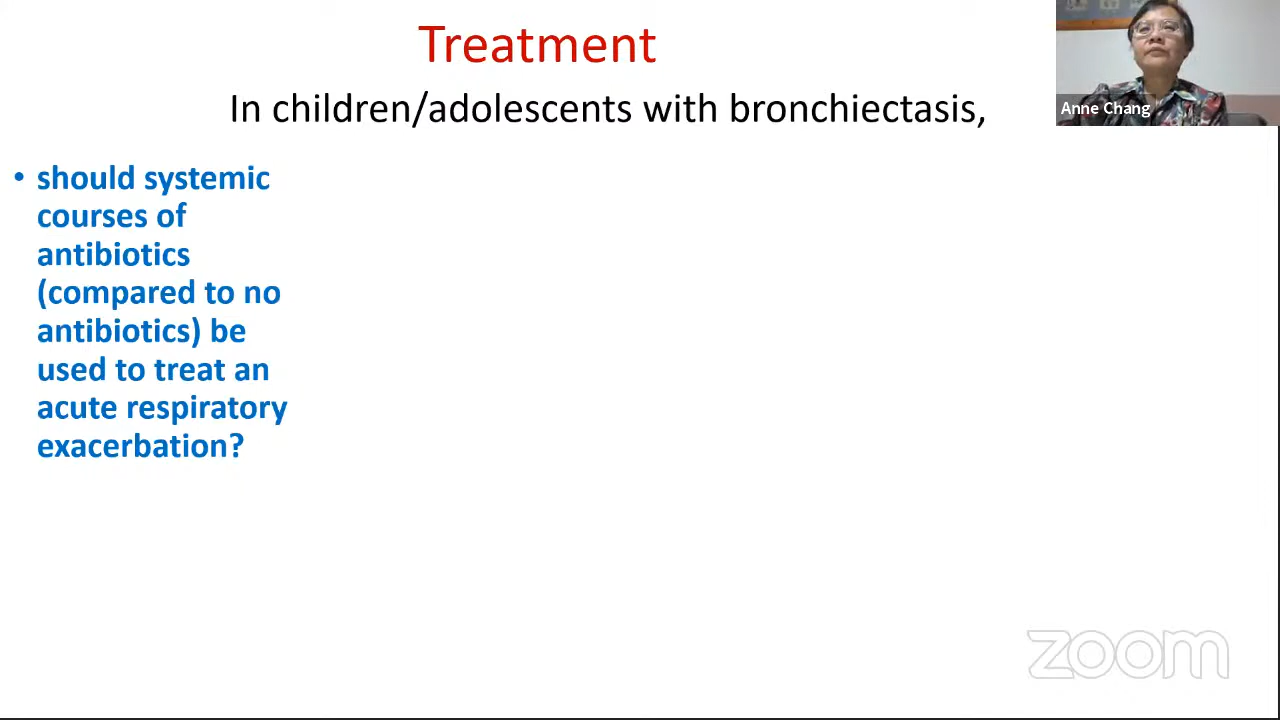 Treatment
In children/adolescents with bronchiectasis,
Anne Chang
• should systemic
courses of
antibiotics
(compared to no
antibiotics) be
used to treat an
acute respiratory
exacerbation?
zoom